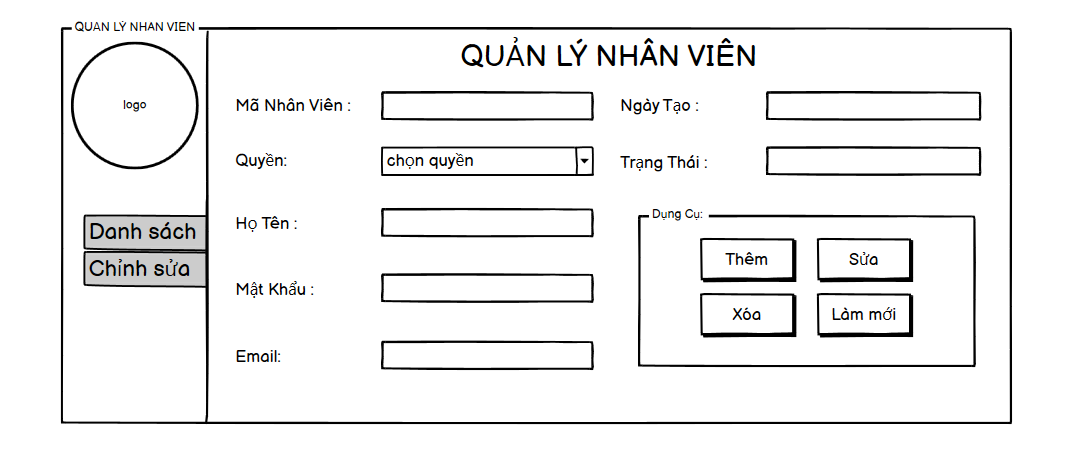 QUAN LÝ NHAN VIEN
logo
QUẢN LÝ NHÂN VIÊN
Mã Nhân Viên :
Ngày Tạo :
Quyền:
chọn quyền
Trạng Thái :
Danh sách
Chỉnh sửa
Họ Tên :
Dụng Cụ:
Thêm
Sửa
Mật Khẩu :
Xóa
Làm mới
Email: